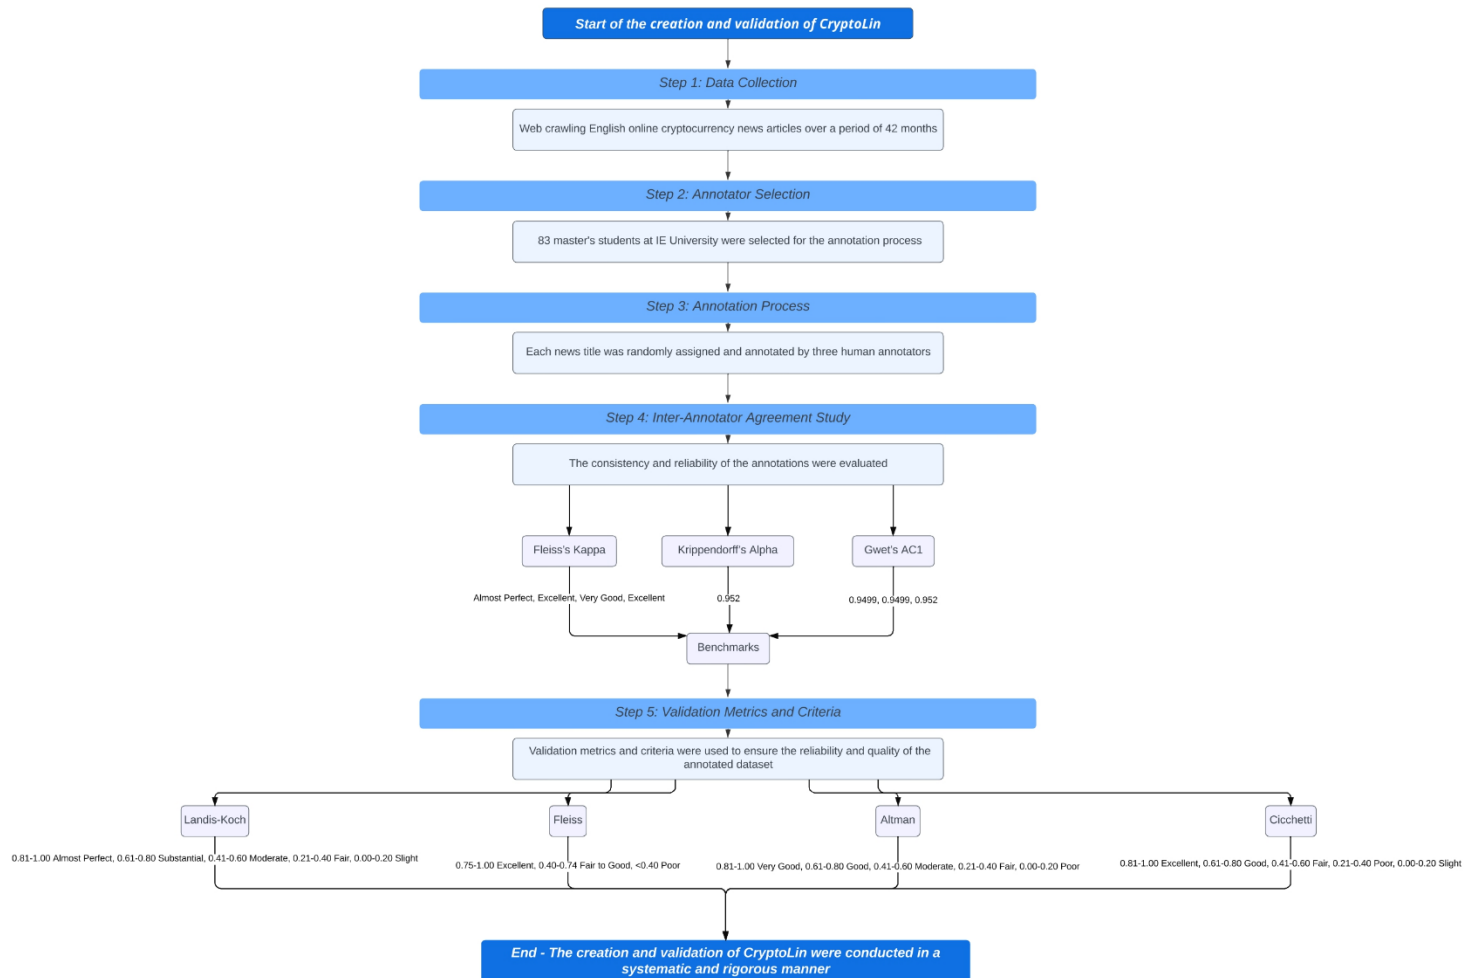 Start of the creation and validation of CryptoLin
Step 1: Data Collection
Web crawling English online cryptocurrency news articles over a period of 42 months
Step 2: Annotator Selection
83 master's students at IE University were selected for the annotation process
Step 3: Annotation Process
Each news title was randomly assigned and annotated by three human annotators
Step 4: Inter-Annotator Agreement Study
The consistency and reliability of the annotations were evaluated
Fleiss's Kappa
Krippendorff's Alpha
Gwet's AC1
Almost Perfect, Excellent, Very Good, Excellent
0.952
0.9499, 0.9499, 0.952
Benchmarks
Step 5: Validation Metrics and Criteria
Validation metrics and criteria were used to ensure the reliability and quality of the
annotated dataset
Landis-Koch
Fleiss
Altman
Cicchetti
0.81-1.00 Almost Perfect, 0.61-0.80 Substantial, 0.41-0.60 Moderate, 0.21-0.40 Fair, 0.00-0.20 Slight
0.75-1.00 Excellent, 0.40-0.74 Fair to Good, <0.40 Poor
0.81-1.00 Very Good, 0.61-0.80 Good, 0.41-0.60 Moderate, 0.21-0.40 Fair, 0.00-0.20 Poor
0.81-1.00 Excellent, 0.61-0.80 Good, 0.41-0.60 Fair, 0.21-0.40 Poor, 0.00-0.20 Slight
End - The creation and validation of CryptoLin were conducted in a
systematic and rigorous manner